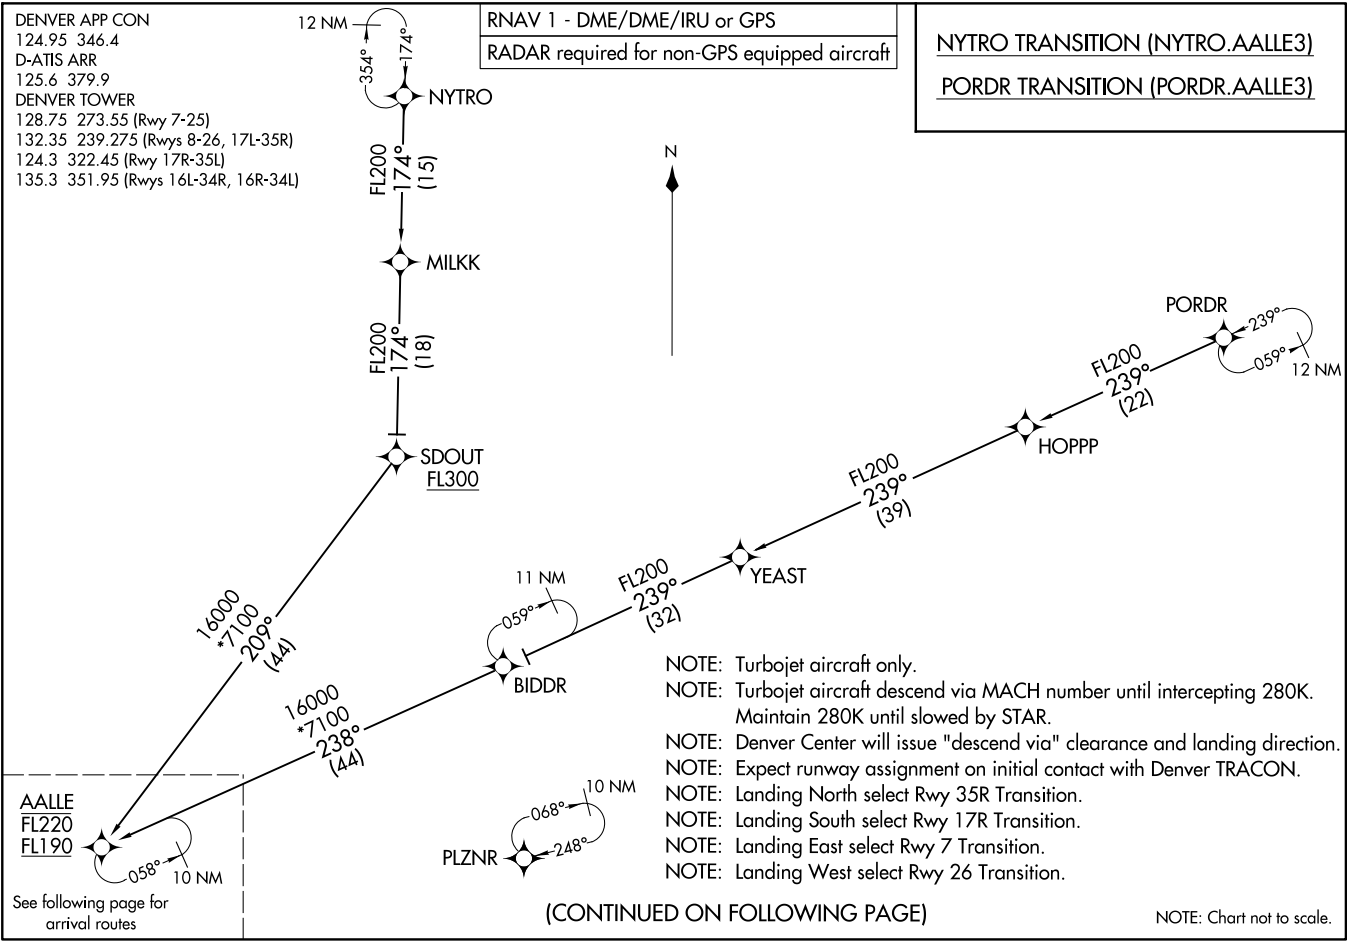 DENVER APP CON
124.95 346.4
D-ATIS ARR
125.6 379.9
DENVER TOWER
128.75 273.55 (Rwy 7-25)
132.35 239.275 (Rwys 8-26, 17L-35R)
124.3 322.45 (Rwy 17R-35L)
135.3 351.95 (Rwys 16L-34R, 16R-34L)
RNAV 1 - DME/DME/IRU or GPS
RADAR required for non-GPS equipped aircraft
NYTRO TRANSITION (NYTRO.AALLE3)
PORDR TRANSITION (PORDR.AALLE3)
12 NM
354°
174°
NYTRO
FL200
174°
(15)
N
MILKK
FL200
174°
(18)
SDOUT
FL300
PORDR
239°
059°
12 NM
FL200
239°
(22)
HOPPP
FL200
239°
(39)
YEAST
FL200
239°
(32)
11 NM
059°
BIDDR
16000
*7100
209°
(44)
16000
*7100
238°
(44)
AALLE
FL220
FL190
058°
10 NM
See following page for
arrival routes
10 NM
068°
248°
PLZNR
NOTE: Turbojet aircraft only.
NOTE: Turbojet aircraft descend via MACH number until intercepting 280K.
Maintain 280K until slowed by STAR.
NOTE: Denver Center will issue "descend via" clearance and landing direction.
NOTE: Expect runway assignment on initial contact with Denver TRACON.
NOTE: Landing North select Rwy 35R Transition.
NOTE: Landing South select Rwy 17R Transition.
NOTE: Landing East select Rwy 7 Transition.
NOTE: Landing West select Rwy 26 Transition.
(CONTINUED ON FOLLOWING PAGE)
NOTE: Chart not to scale.